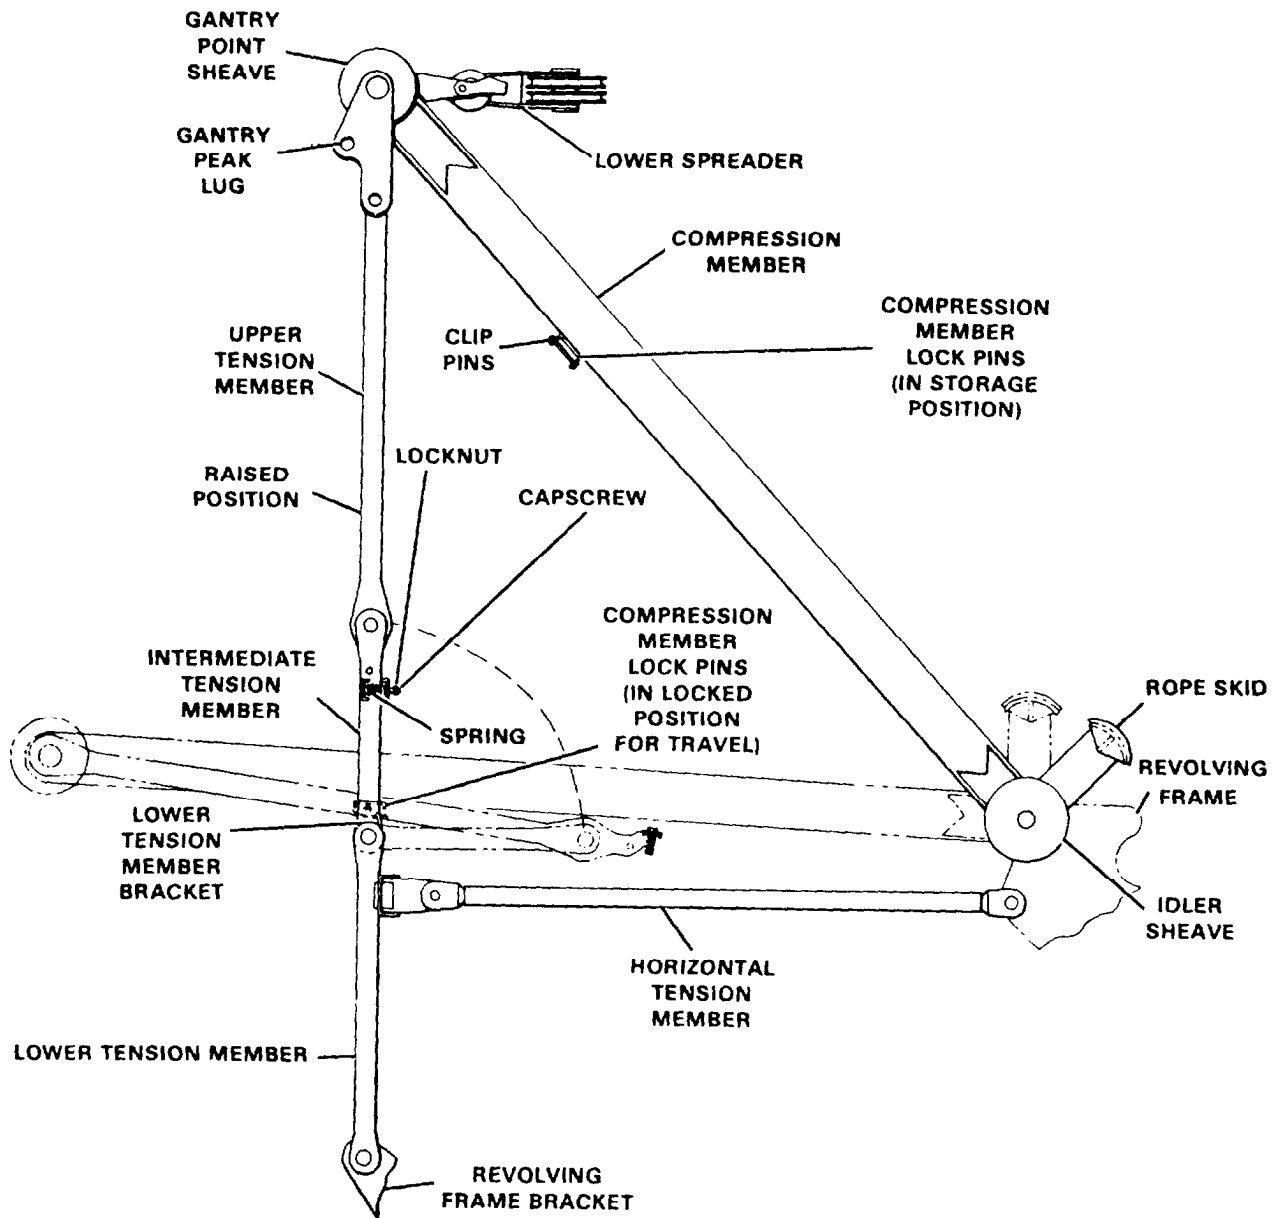 GANTRY
POINT
SHEAVE
GANTRY
PEAK
LUG
LOWER SPREADER
COMPRESSION
MEMBER
COMPRESSION
MEMBER
LOCK PINS
(IN STORAGE
POSITION)
CLIP
PINS
UPPER
TENSION
MEMBER
LOCKNUT
RAISED
POSITION
CAPSCREW
COMPRESSION
MEMBER
LOCK PINS
(IN LOCKED
POSITION
FOR TRAVEL)
INTERMEDIATE
TENSION
MEMBER
SPRING
ROPE SKID
REVOLVING
FRAME
LOWER
TENSION
MEMBER
BRACKET
IDLER
SHEAVE
HORIZONTAL
TENSION
MEMBER
LOWER TENSION MEMBER
REVOLVING
FRAME BRACKET